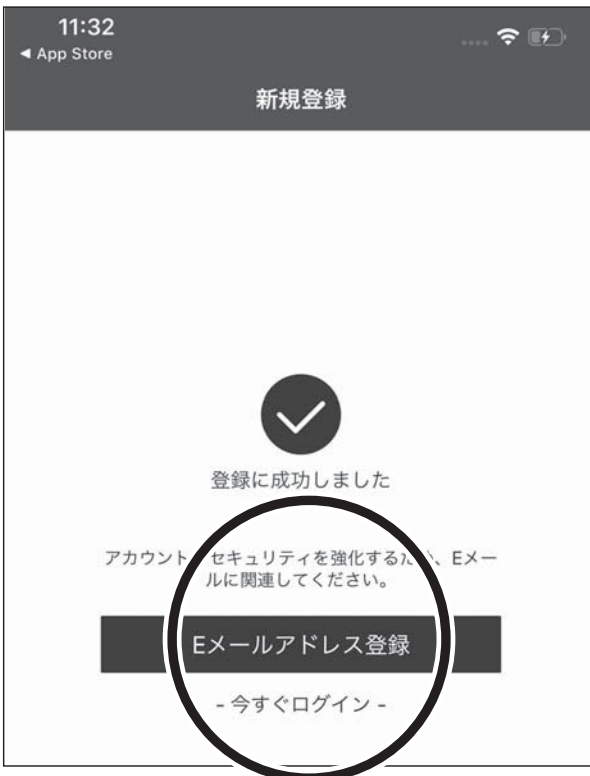 11:32
◀ App Store
新規登録
登録に成功しました
アカウント セキュリティを強化するため、Eメー
ルに関連してください。
Eメールアドレス登録
- 今すぐログイン -